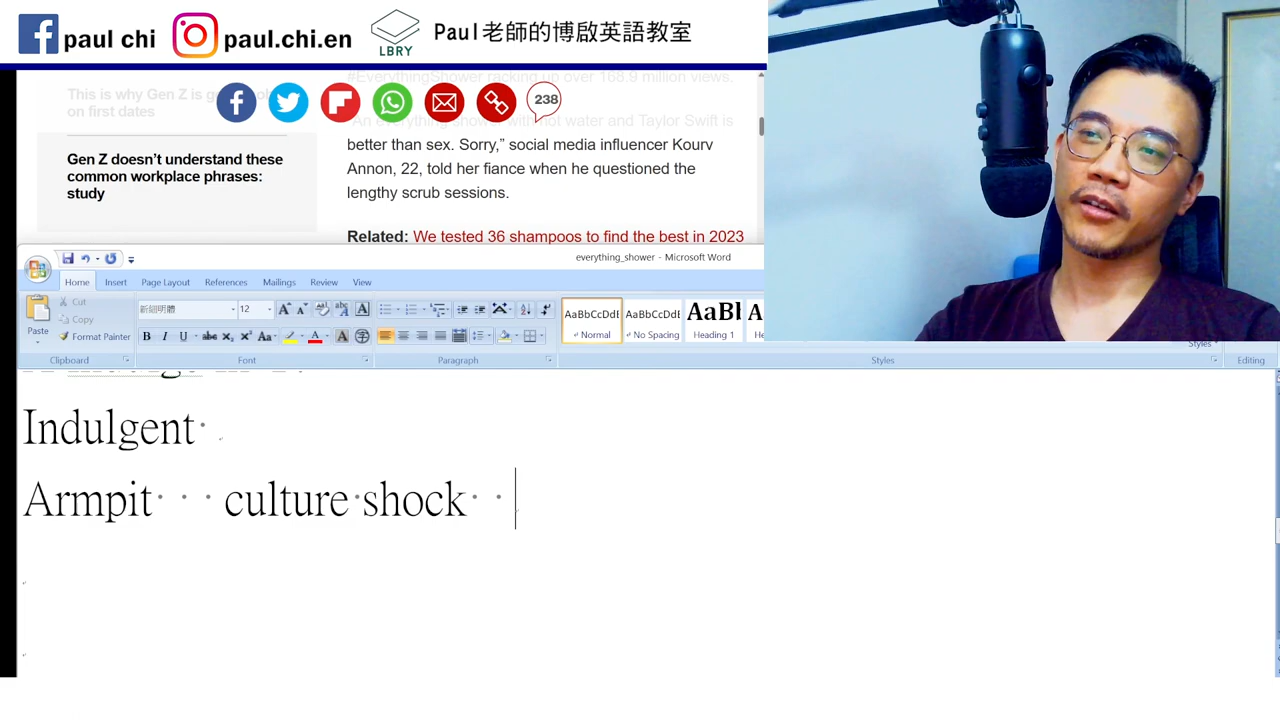 paul chi
paul.chi.en
LBRY
Paul老師的博啟英語教室
#EverythingShower racking up over 168.9 million views.
This is why Gen Z is
on first dates
238
water and Taylor Swift is
better than sex. Sorry,” social media influencer Kourv
Annon, 22, told her fiance when he questioned the
lengthy scrub sessions.
Gen Z doesn’t understand these
common workplace phrases:
study
Related: We tested 36 shampoos to find the best in 2023
everything_shower - Microsoft Word
Home Insert Page Layout References Mailings Review View
Paste
Cut
Copy
Format Painter
Clipboard
新細明體 12
Font
Paragraph
AaBbCcDdE
Normal
AaBbCcDdE
No Spacing
AaBl
Heading 1
Styles
Styles
Editing
Indulgent
Armpit culture shock